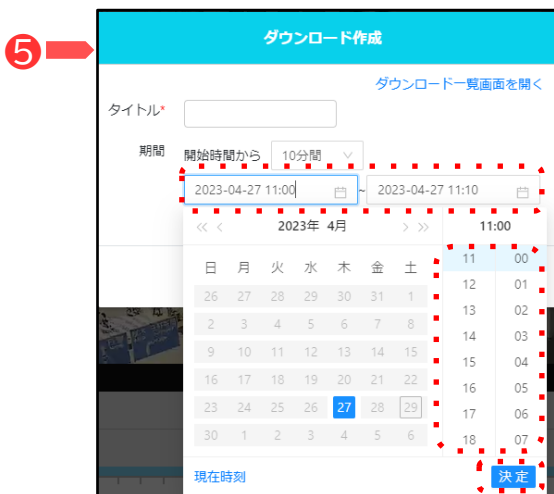 5
ダウンロード作成
ダウンロード一覧画面を開く
タイトル*
期間 開始時間から 10分間
2023-04-27 11:00 ~ 2023-04-27 11:10
<< < 2023年 4月 > >> 11:00
日 月 火 水 木 金 土 11 00
26 27 28 29 30 31 1 12 01
2 3 4 5 6 7 8 13 02
9 10 11 12 13 14 15 14 03
16 17 18 19 20 21 22 15 04
23 24 25 26 27 28 29 16 05
30 1 2 3 4 5 6 17 06
18 07
現在時刻 決定